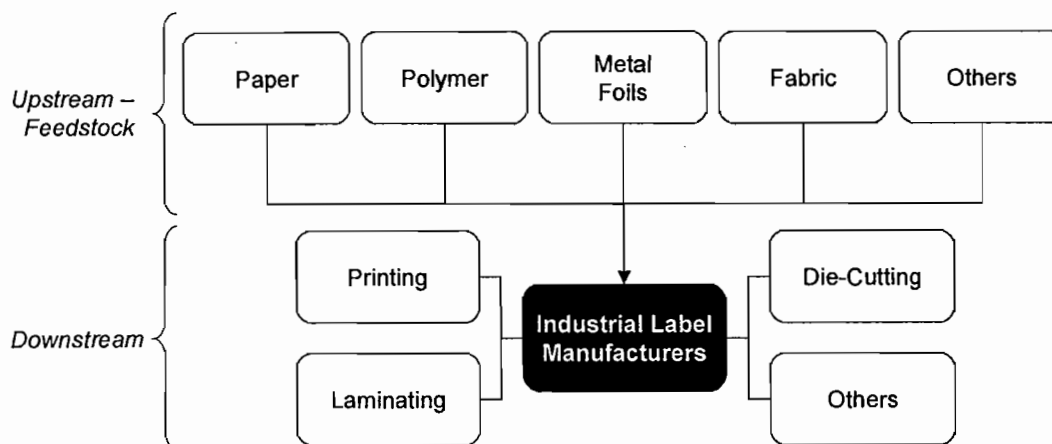 Paper
Polymer
Metal
Foils
Fabric
Others
Upstream –
Feedstock
Printing
Die-Cutting
Industrial Label
Manufacturers
Downstream
Laminating
Others